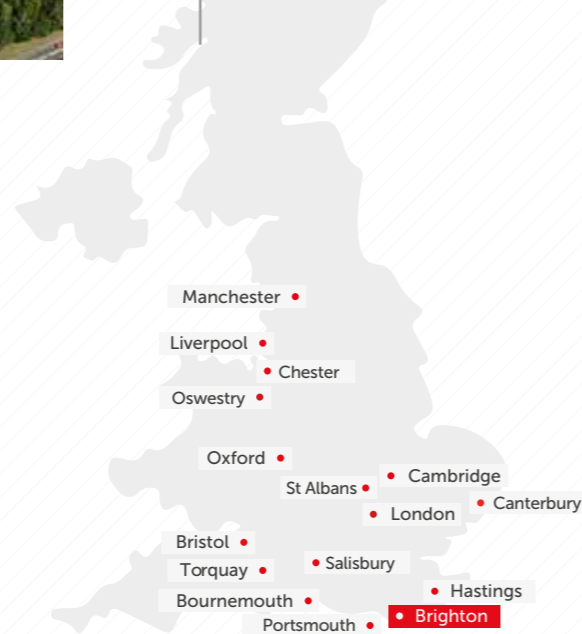 Manchester
Liverpool
Chester
Oswestry
Oxford
Cambridge
St Albans
Canterbury
London
Bristol
Salisbury
Torquay
Hastings
Bournemouth
Brighton
Portsmouth